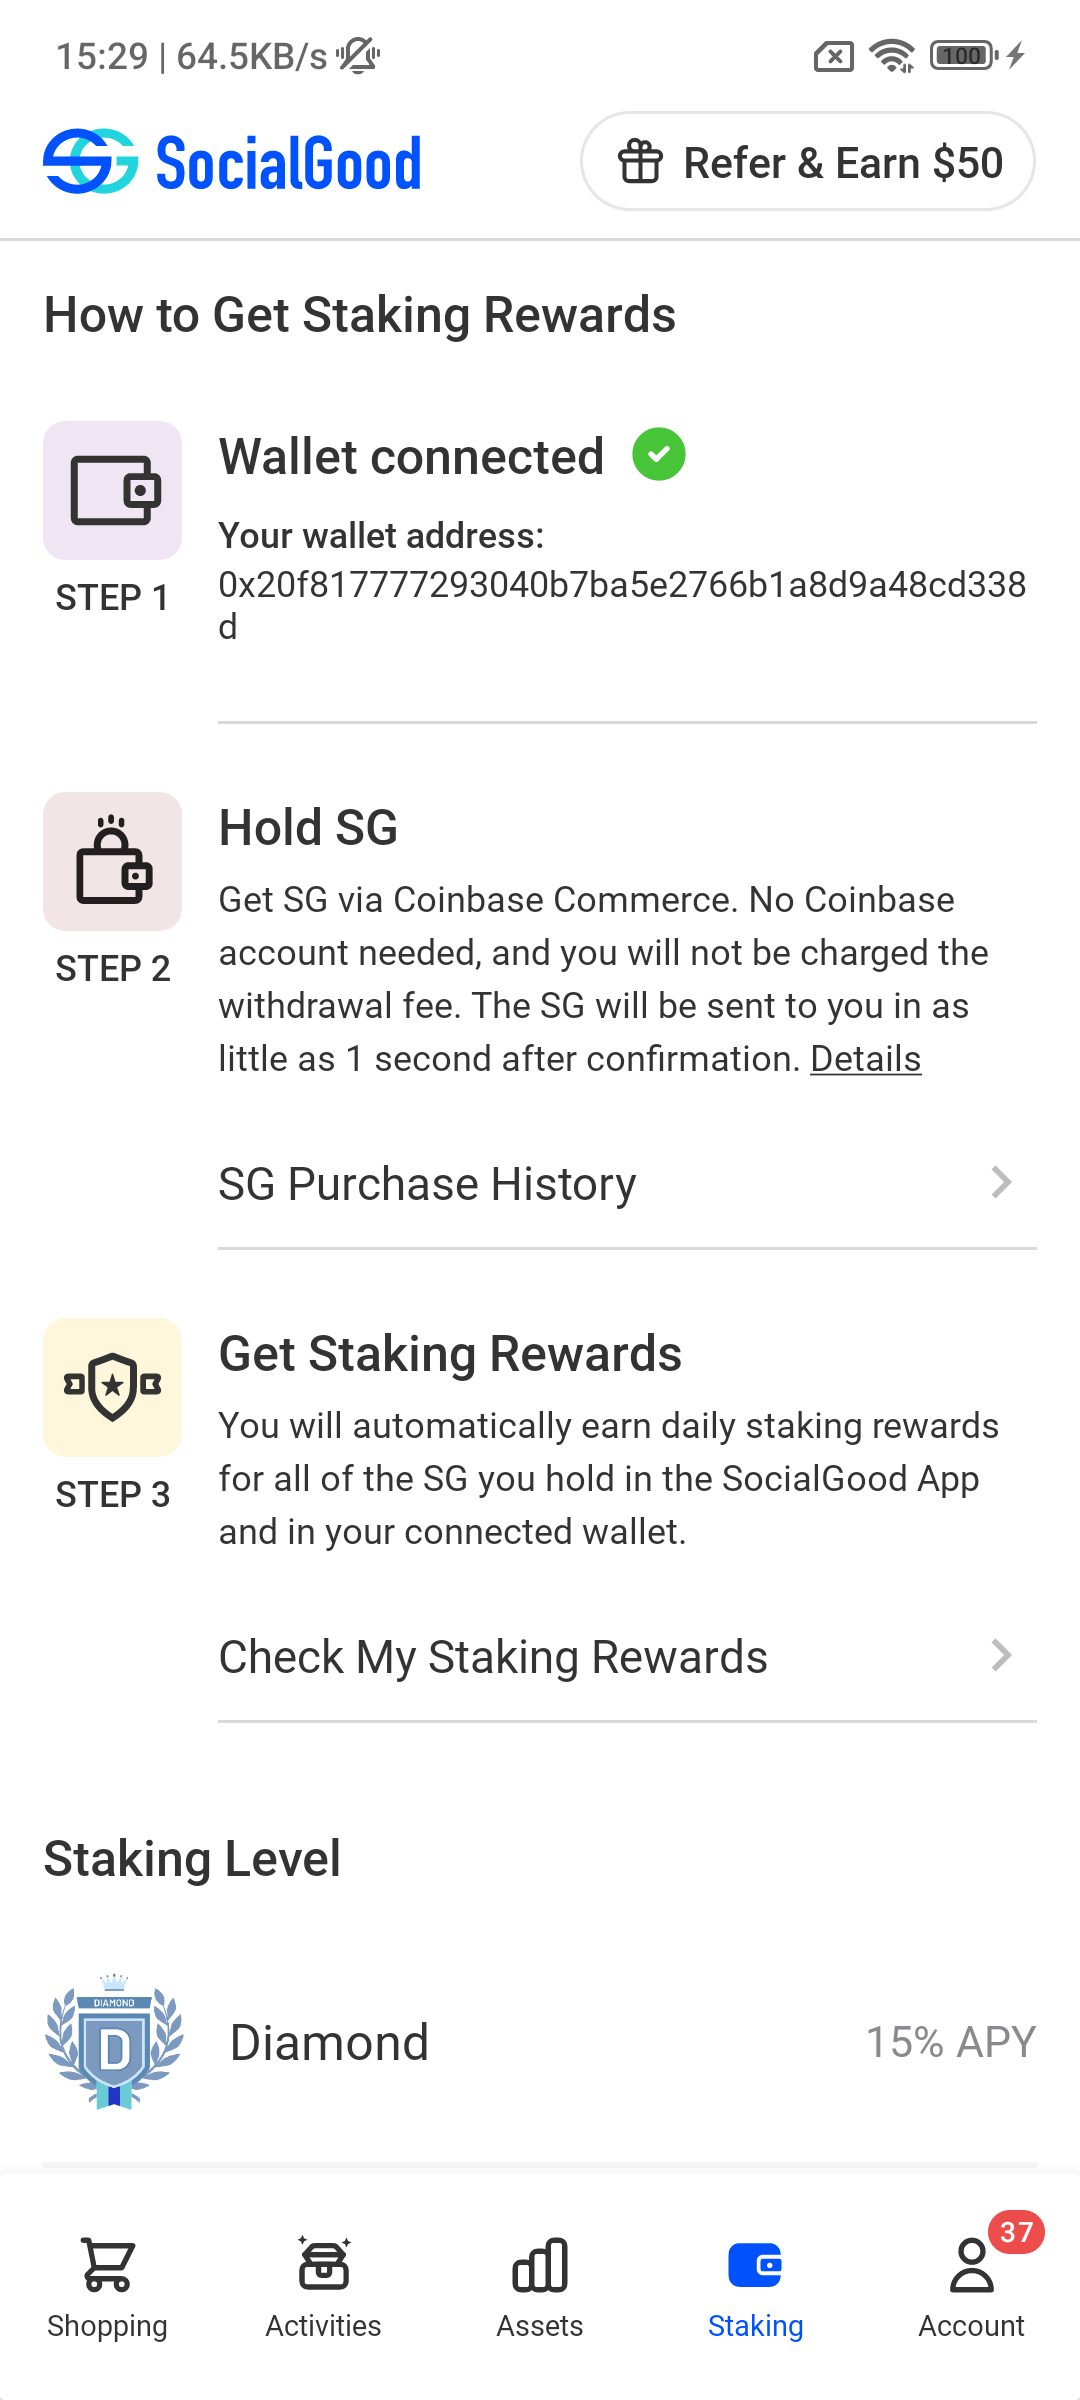 15:29 | 64.5KB/s
100
SocialGood
Refer & Earn $50
How to Get Staking Rewards
Wallet connected
Your wallet address:
0x20f817777293040b7ba5e2766b1a8d9a48cd338
d
STEP 1
Hold SG
Get SG via Coinbase Commerce. No Coinbase
account needed, and you will not be charged the
withdrawal fee. The SG will be sent to you in as
little as 1 second after confirmation. Details
STEP 2
SG Purchase History
Get Staking Rewards
You will automatically earn daily staking rewards
for all of the SG you hold in the SocialGood App
and in your connected wallet.
STEP 3
Check My Staking Rewards
Staking Level
DIAMOND
D
Diamond
15% APY
37
Shopping
Activities
Assets
Staking
Account